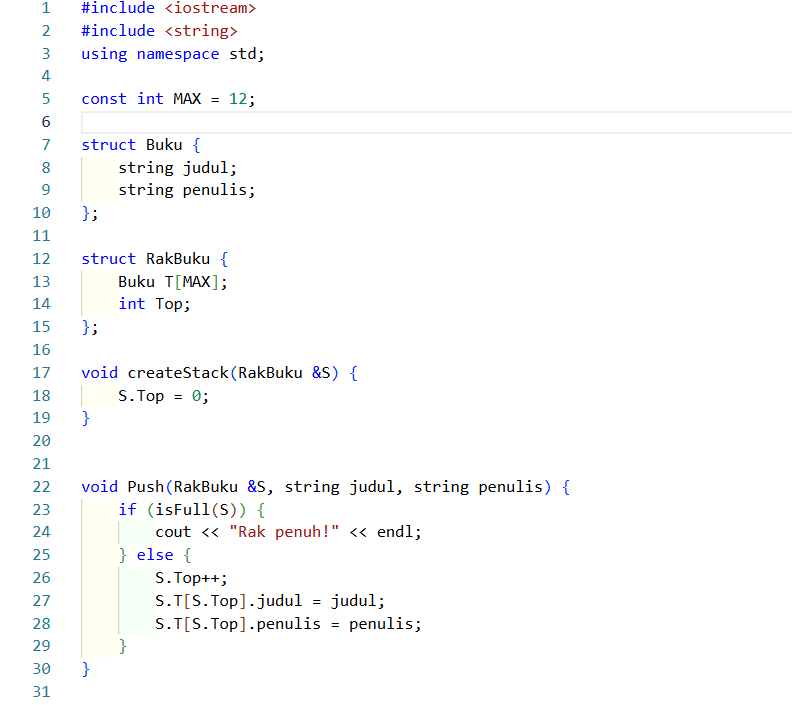 1 #include <iostream>
2 #include <string>
3 using namespace std;
4
5 const int MAX = 12;
6
7 struct Buku {
8     string judul;
9     string penulis;
10 };
11
12 struct RakBuku {
13     Buku T[MAX];
14     int Top;
15 };
16
17 void createStack(RakBuku &S) {
18     S.Top = 0;
19 }
20
21
22 void Push(RakBuku &S, string judul, string penulis) {
23     if (isFull(S)) {
24         cout << "Rak penuh!" << endl;
25     } else {
26         S.Top++;
27         S.T[S.Top].judul = judul;
28         S.T[S.Top].penulis = penulis;
29     }
30 }
31